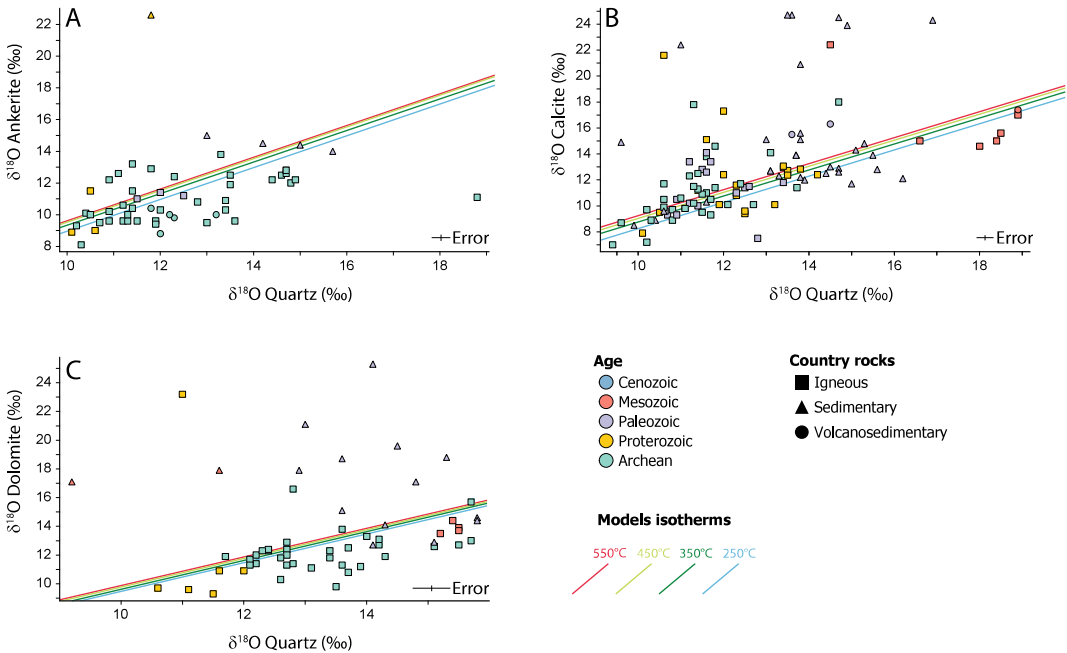 A
δ18O Ankerite (‰)
22
20
18
16
14
12
10
8
10
12
14
16
18
Error
δ18O Quartz (‰)
B
δ18O Calcite (‰)
24
22
20
18
16
14
12
10
8
10
12
14
16
18
Error
δ18O Quartz (‰)
C
δ18O Dolomite (‰)
24
22
20
18
16
14
12
10
10
12
14
Error
δ18O Quartz (‰)
Age
Cenozoic
Mesozoic
Paleozoic
Proterozoic
Archean
Country rocks
Igneous
Sedimentary
Volcanosedimentary
Models isotherms
550°C 450°C 350°C 250°C